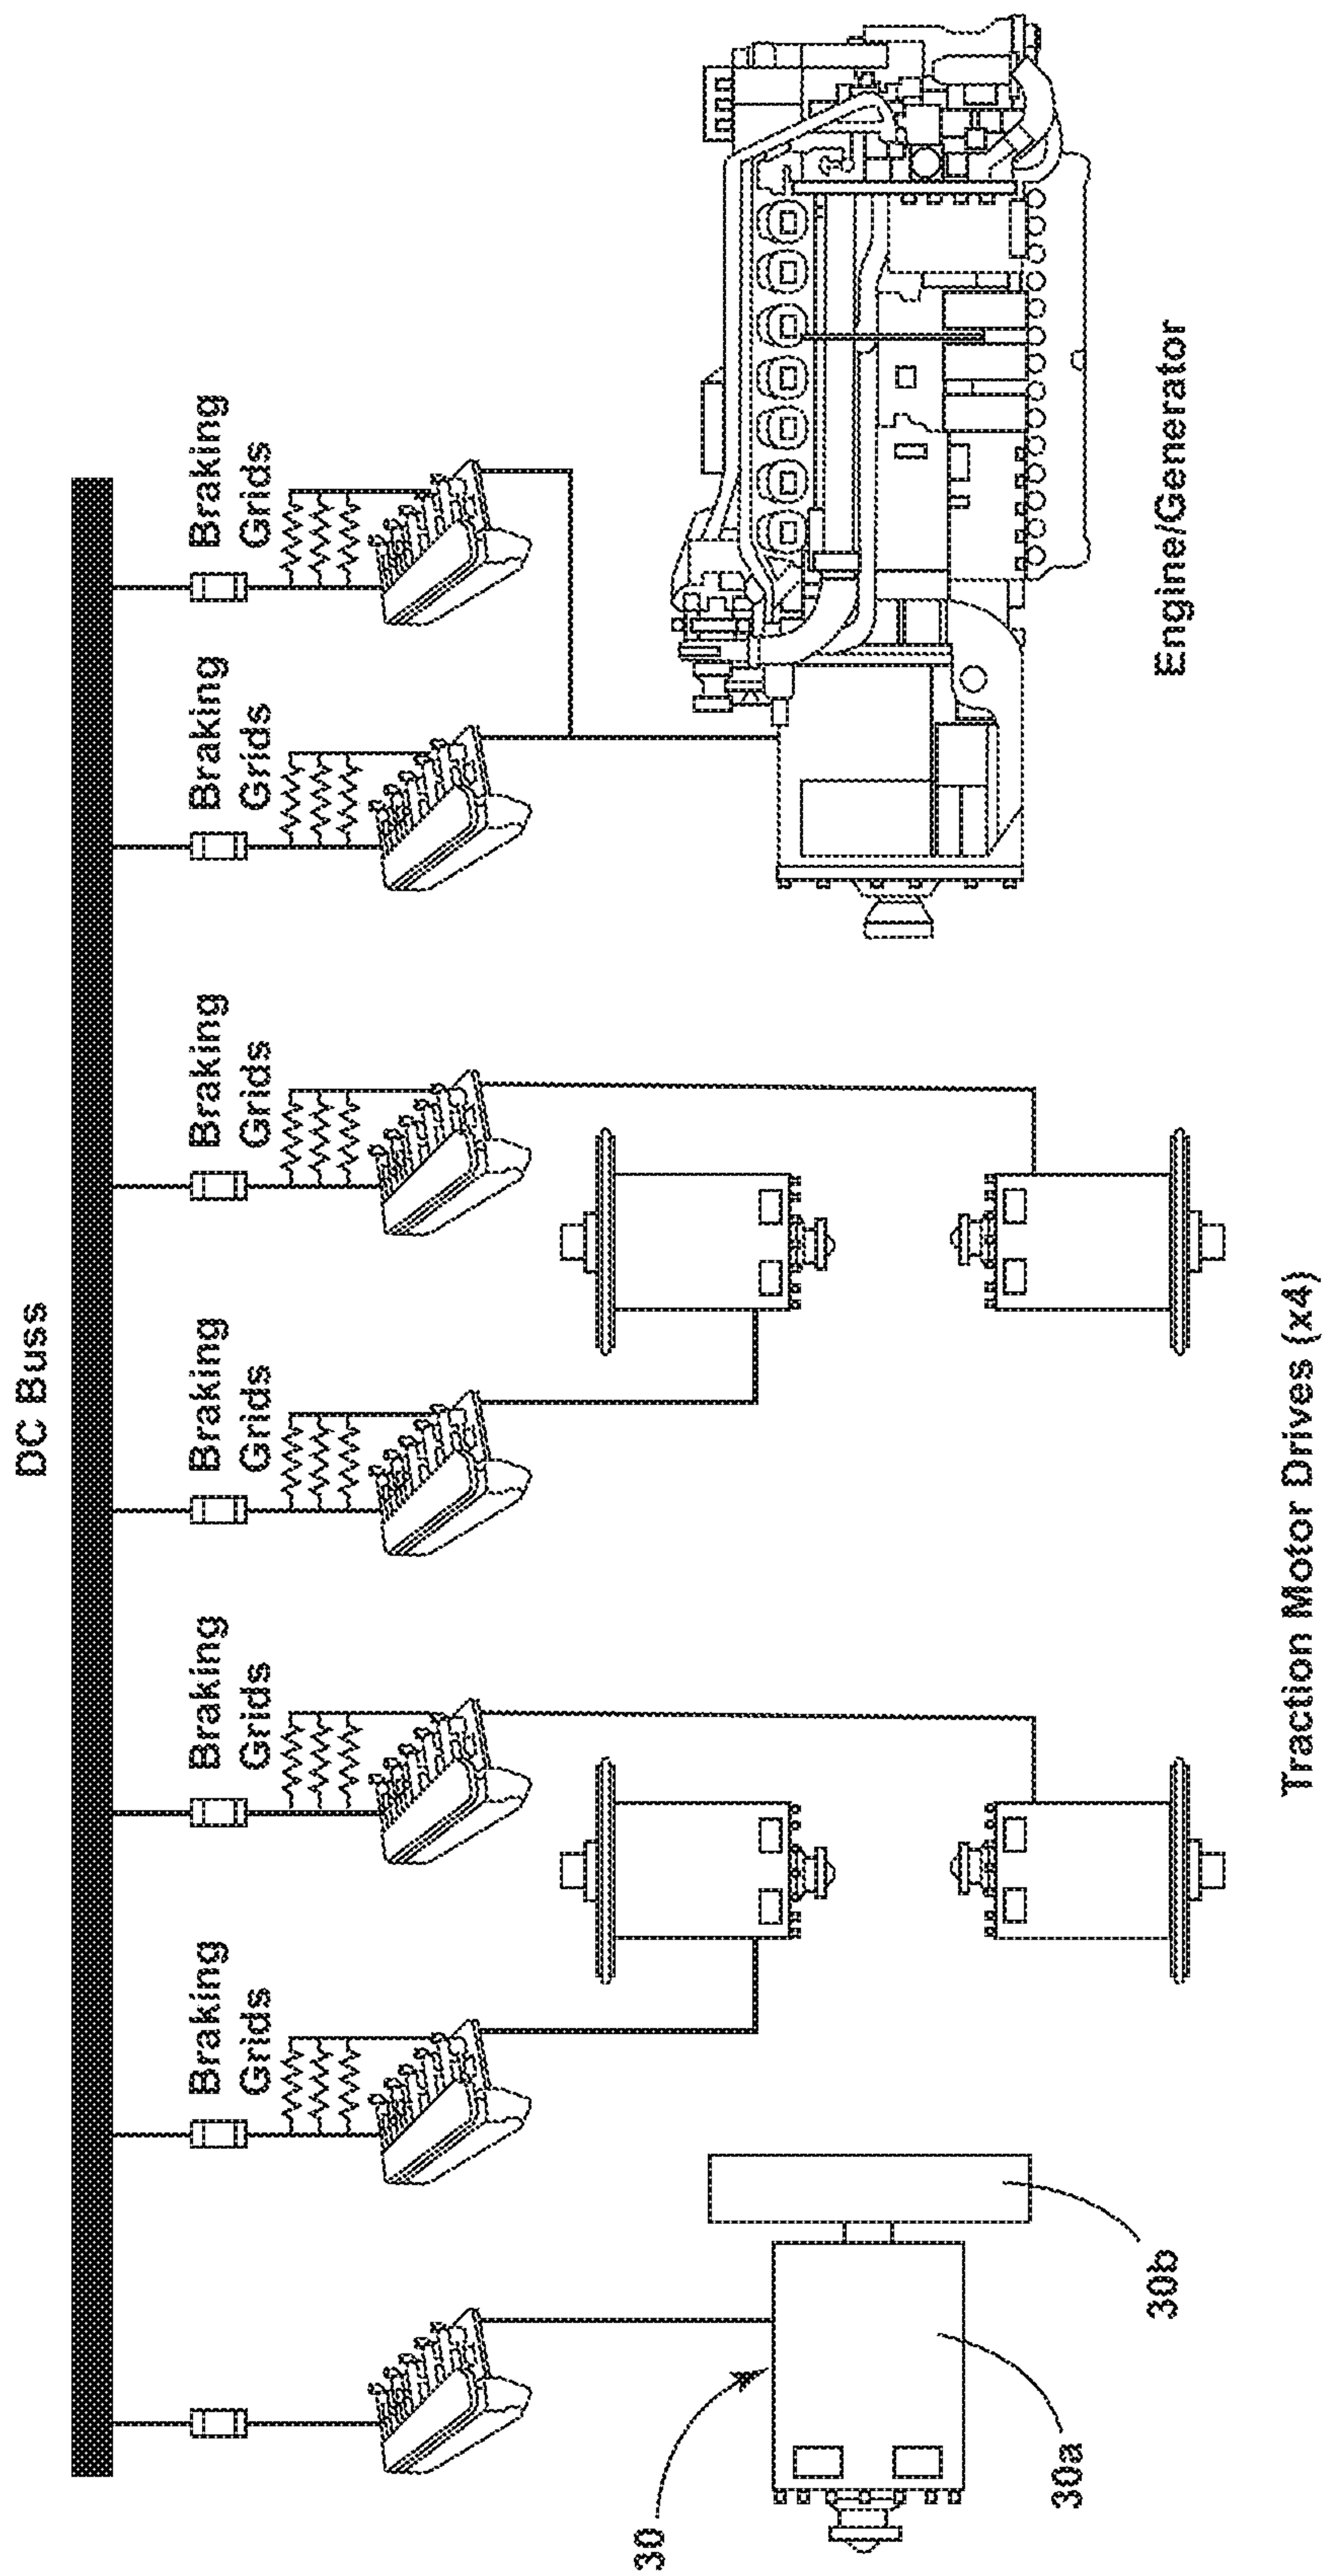 DC Buss
Braking
Grids
Braking
Grids
Braking
Grids
Braking
Grids
Braking
Grids
Braking
Grids
30
30a
30b
Engine/Generator
Traction Motor Drives (x4)